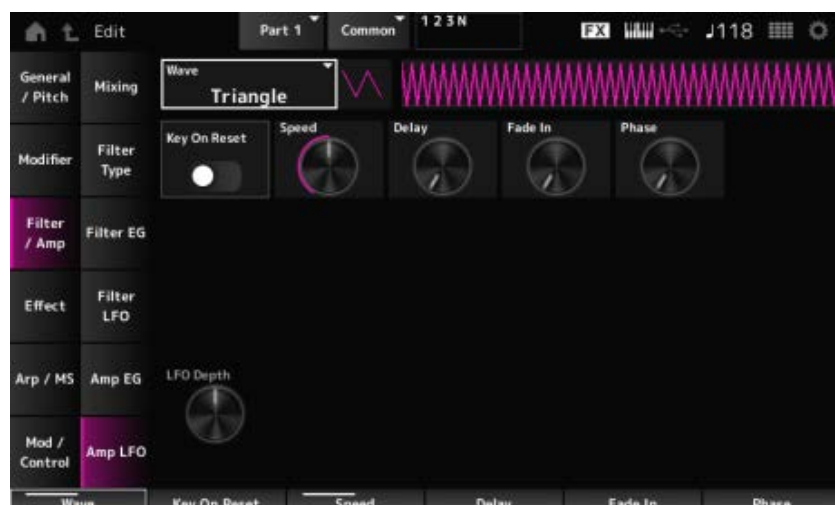 Edit
Part 1
Common
1 2 3 N
FX
♩118
General
/ Pitch
Mixing
Wave
Triangle
Modifier
Filter
Type
Key On Reset
Speed
Delay
Fade In
Phase
Filter
/ Amp
Filter EG
Effect
Filter
LFO
Arp / MS
Amp EG
LFO Depth
Mod /
Control
Amp LFO
Wave
Key On Reset
Speed
Delay
Fade In
Phase